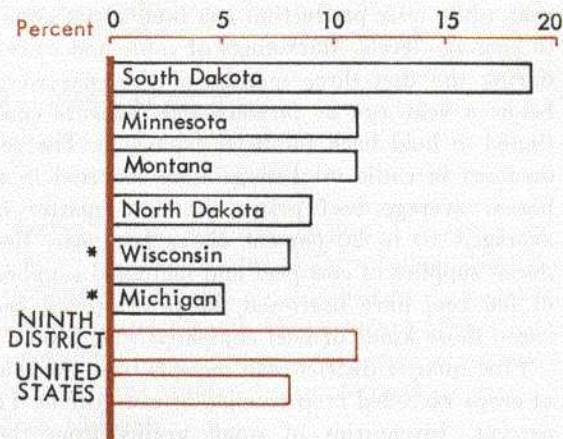 Percent
0 5 10 15 20
South Dakota
Minnesota
Montana
North Dakota
* Wisconsin
* Michigan
NINTH
DISTRICT
UNITED
STATES